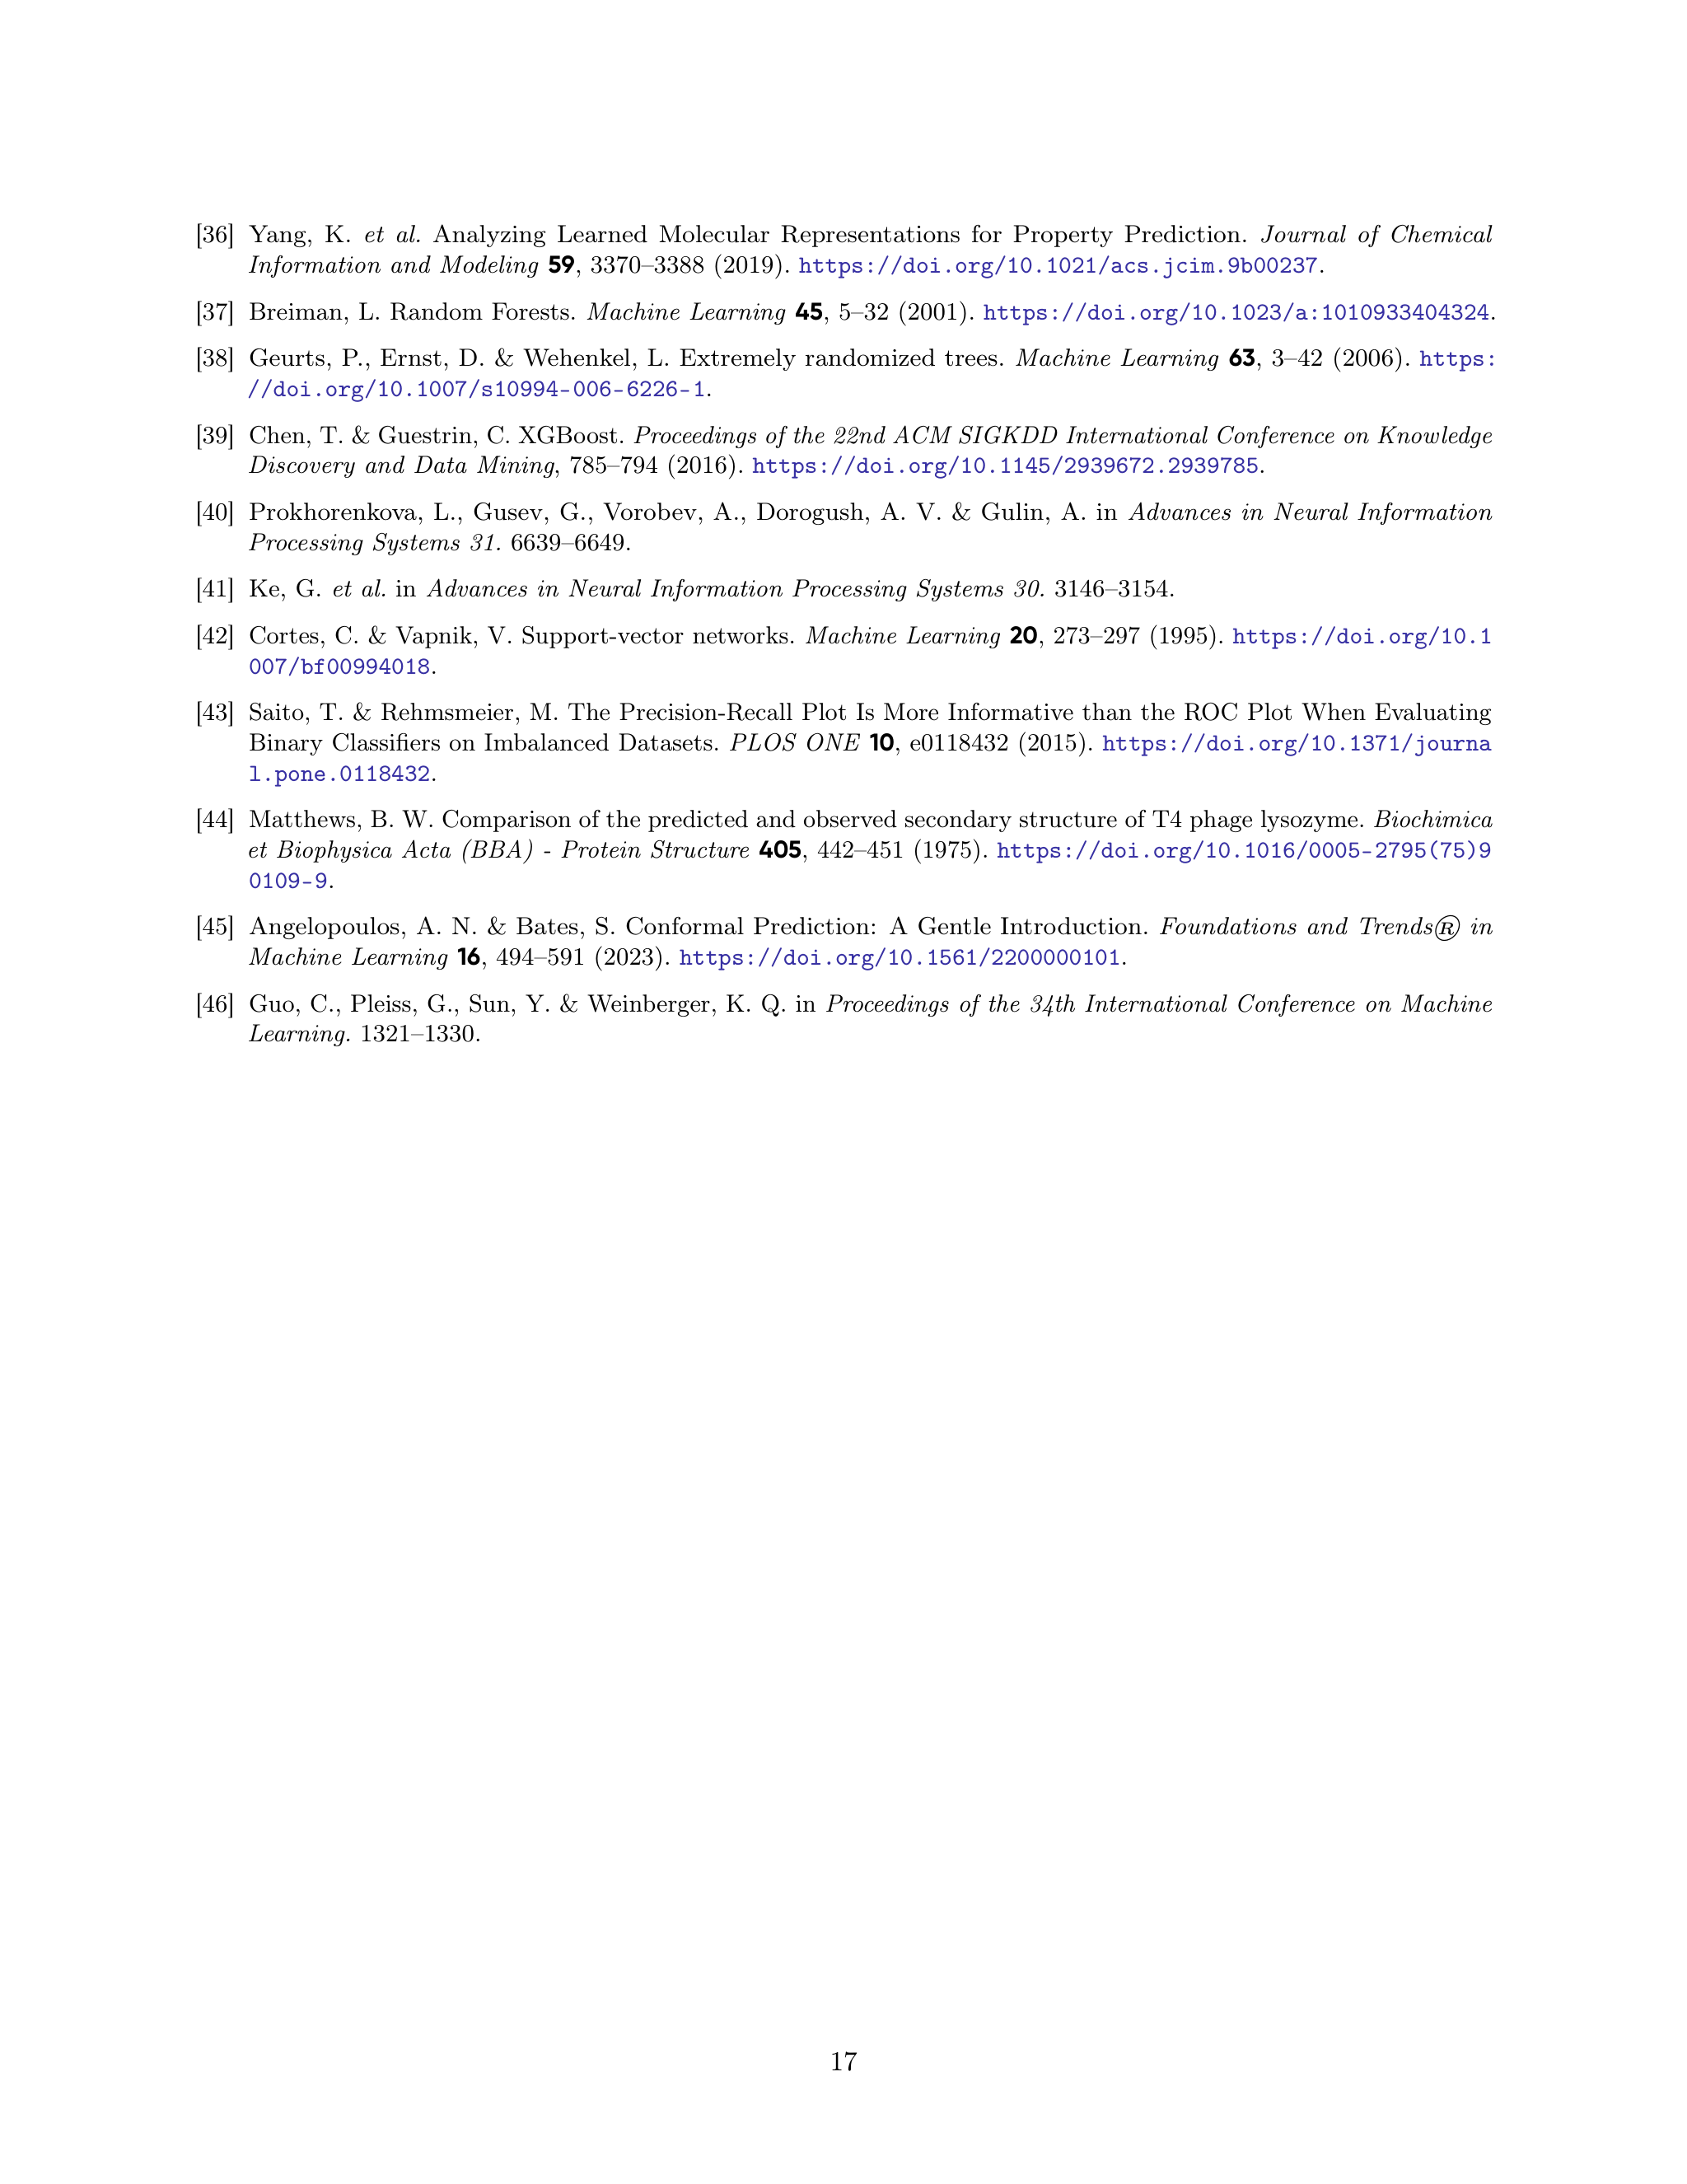 [36] Yang, K. et al. Analyzing Learned Molecular Representations for Property Prediction. Journal of Chemical
Information and Modeling 59, 3370–3388 (2019). https://doi.org/10.1021/acs.jcim.9b00237.
[37] Breiman, L. Random Forests. Machine Learning 45, 5–32 (2001). https://doi.org/10.1023/a:1010933404324.
[38] Geurts, P., Ernst, D. & Wehenkel, L. Extremely randomized trees. Machine Learning 63, 3–42 (2006). https:
//doi.org/10.1007/s10994-006-6226-1.
[39] Chen, T. & Guestrin, C. XGBoost. Proceedings of the 22nd ACM SIGKDD International Conference on Knowledge
Discovery and Data Mining, 785–794 (2016). https://doi.org/10.1145/2939672.2939785.
[40] Prokhorenkova, L., Gusev, G., Vorobev, A., Dorogush, A. V. & Gulin, A. in Advances in Neural Information
Processing Systems 31. 6639–6649.
[41] Ke, G. et al. in Advances in Neural Information Processing Systems 30. 3146–3154.
[42] Cortes, C. & Vapnik, V. Support-vector networks. Machine Learning 20, 273–297 (1995). https://doi.org/10.1
007/bf00994018.
[43] Saito, T. & Rehmsmeier, M. The Precision-Recall Plot Is More Informative than the ROC Plot When Evaluating
Binary Classifiers on Imbalanced Datasets. PLOS ONE 10, e0118432 (2015). https://doi.org/10.1371/journa
l.pone.0118432.
[44] Matthews, B. W. Comparison of the predicted and observed secondary structure of T4 phage lysozyme. Biochimica
et Biophysica Acta (BBA) - Protein Structure 405, 442–451 (1975). https://doi.org/10.1016/0005-2795(75)9
0109-9.
[45] Angelopoulos, A. N. & Bates, S. Conformal Prediction: A Gentle Introduction. Foundations and Trends® in
Machine Learning 16, 494–591 (2023). https://doi.org/10.1561/2200000101.
[46] Guo, C., Pleiss, G., Sun, Y. & Weinberger, K. Q. in Proceedings of the 34th International Conference on Machine
Learning. 1321–1330.
17